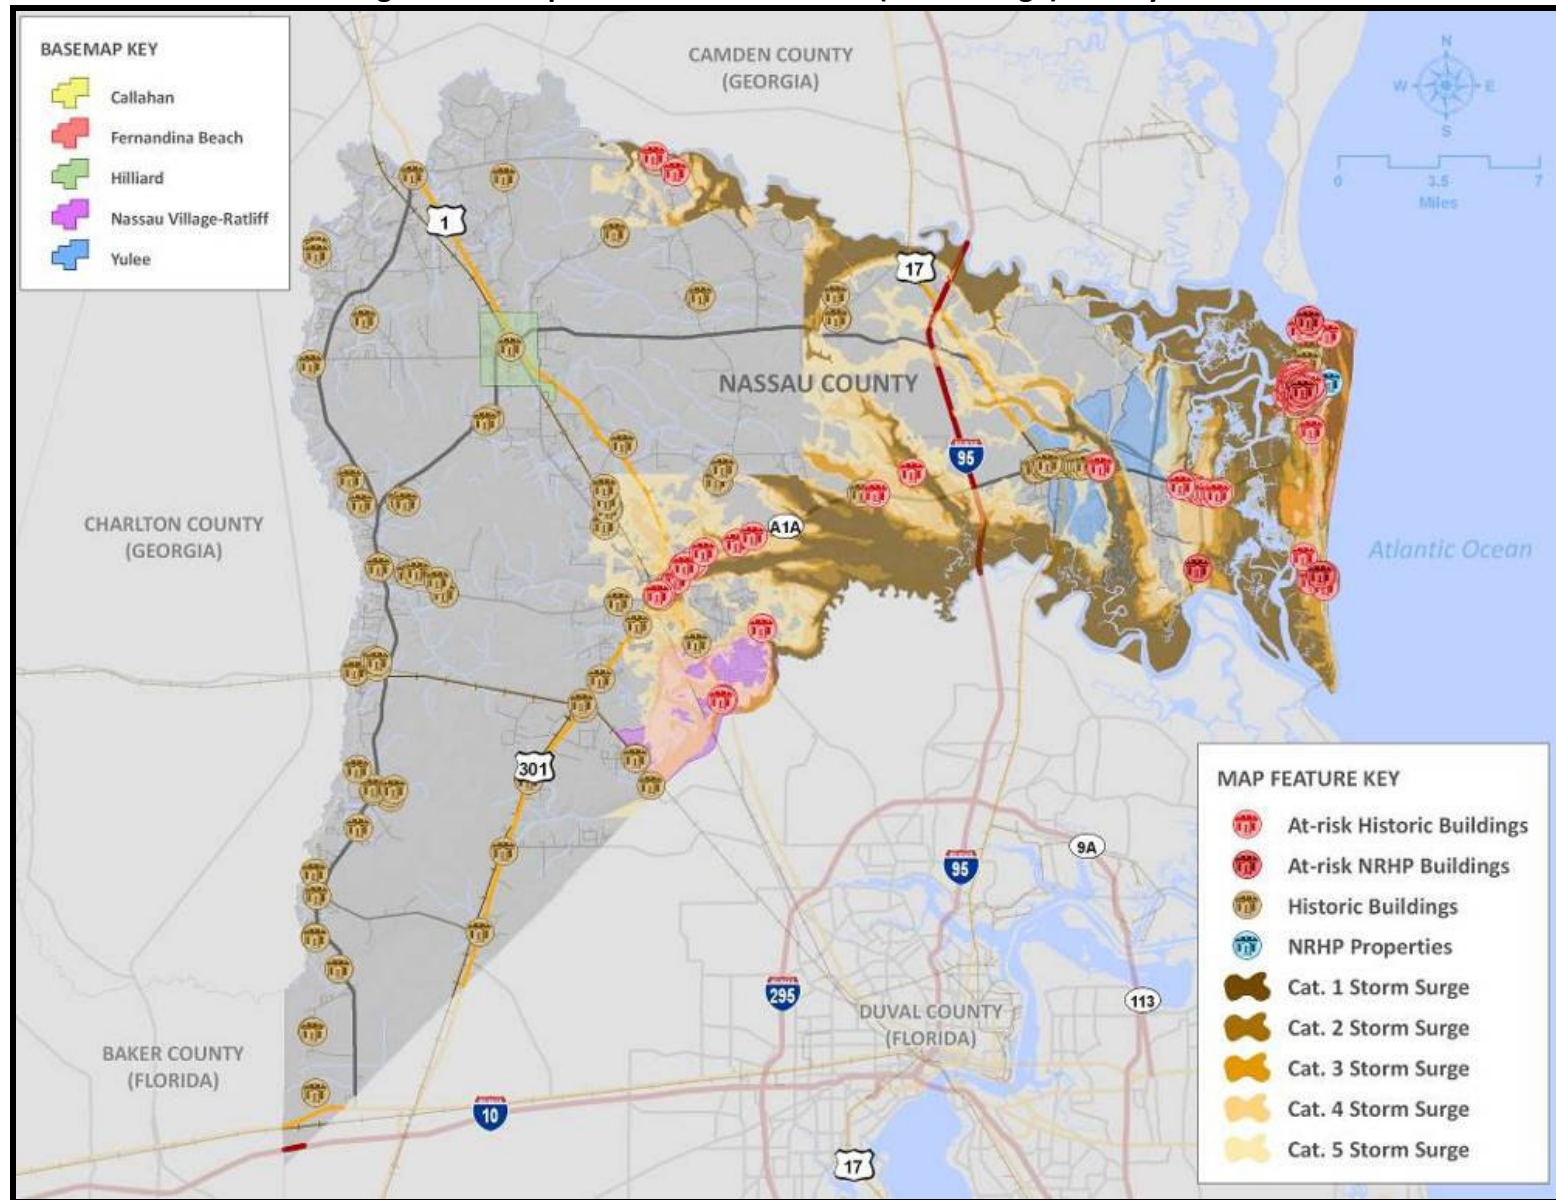 BASEMAP KEY
Callahan
Fernandina Beach
Hilliard
Nassau Village-Ratliff
Yulee
CAMDEN COUNTY
(GEORGIA)
N
W
E
S
0
3.5
7
Miles
1
17
NASSAU COUNTY
95
A1A
CHARLTON COUNTY
(GEORGIA)
Atlantic Ocean
301
MAP FEATURE KEY
At-risk Historic Buildings
At-risk NRHP Buildings
Historic Buildings
NRHP Properties
Cat. 1 Storm Surge
Cat. 2 Storm Surge
Cat. 3 Storm Surge
Cat. 4 Storm Surge
Cat. 5 Storm Surge
9A
95
295
113
DUVAL COUNTY
(FLORIDA)
BAKER COUNTY
(FLORIDA)
10
17